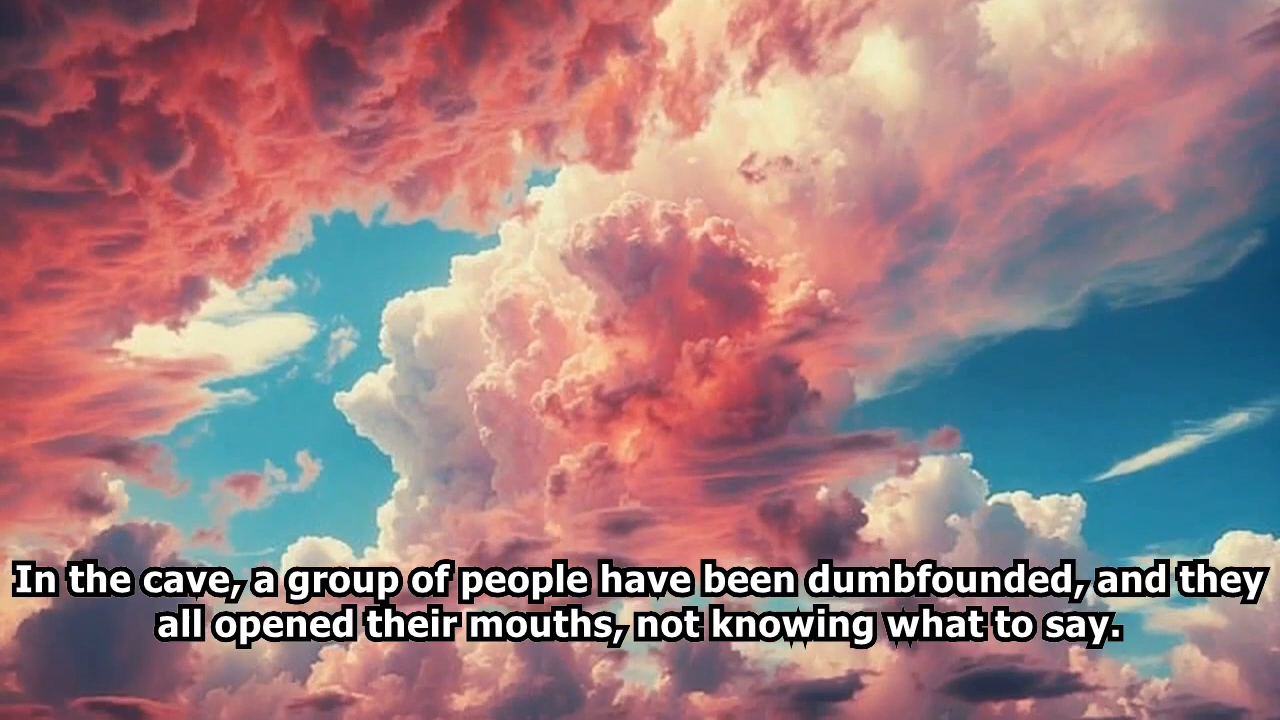 In the cave, a group of people have been dumbfounded, and they
all opened their mouths, not knowing what to say.